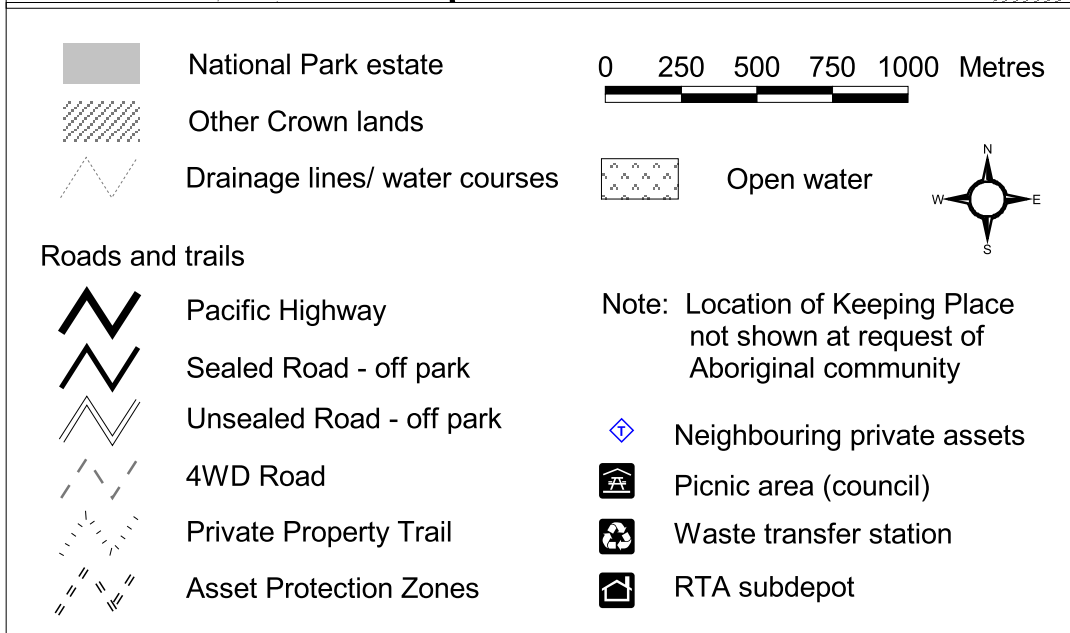 National Park estate
Other Crown lands
Drainage lines/ water courses
0 250 500 750 1000 Metres
Open water
N
W E
S
Roads and trails
Pacific Highway
Sealed Road - off park
Unsealed Road - off park
4WD Road
Private Property Trail
Asset Protection Zones
Note: Location of Keeping Place
not shown at request of
Aboriginal community
T
Neighbouring private assets
Picnic area (council)
Waste transfer station
RTA subdepot